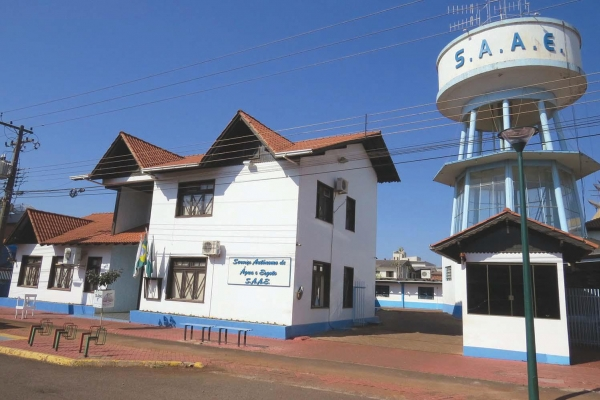 S.A.A.E.
Serviço Autônomo de
Água e Esgoto
S.A.A.E.